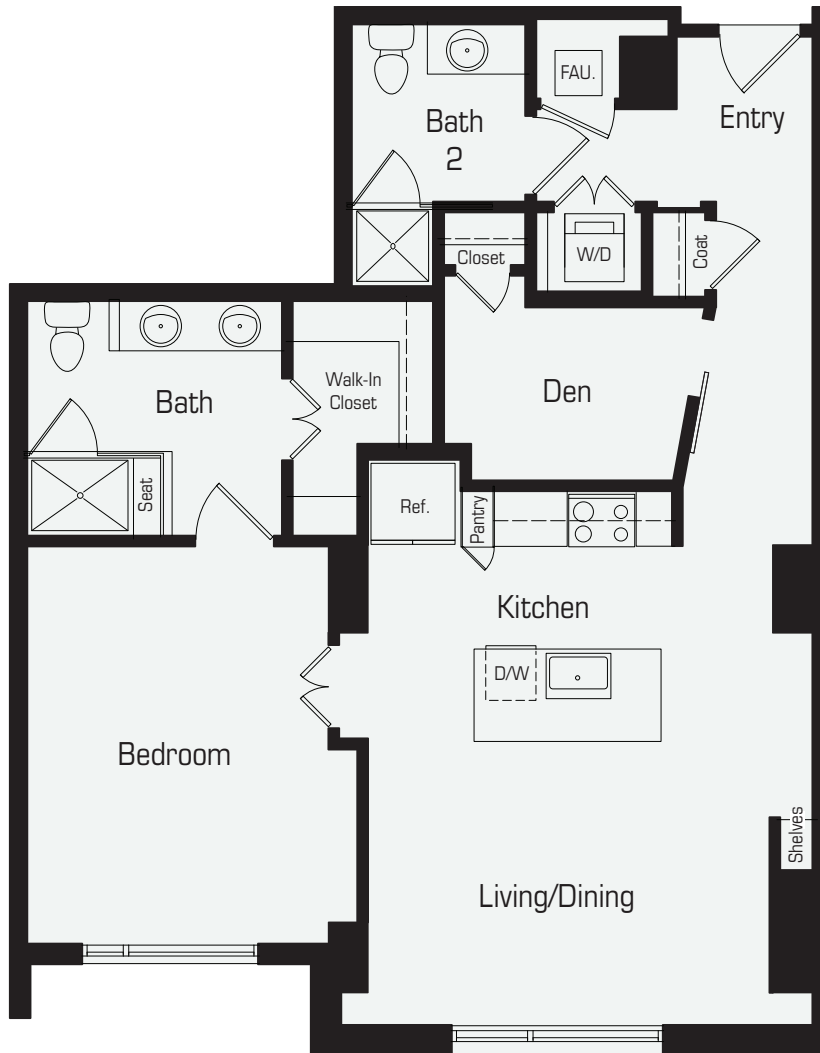 FAU.
Entry
Bath
2
Closet
W/D
Coat
Walk-In
Closet
Den
Bath
Seat
Ref.
Pantry
Kitchen
D/W
Bedroom
Shelves
Living/Dining